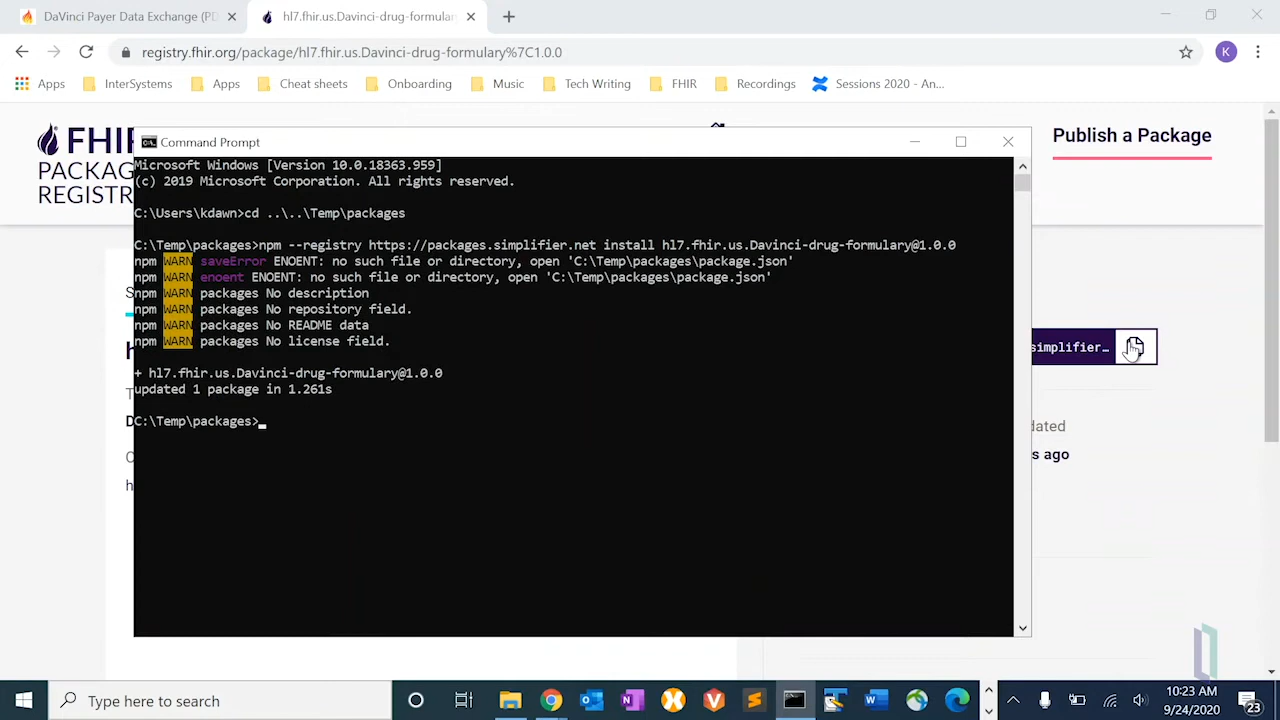 DaVinci Payer Data Exchange (PD
hl7.fhir.us.Davinci-drug-formular
registry.fhir.org/package/hl7.fhir.us.Davinci-drug-formulary%7C1.0.0
K
Apps
InterSystems
Apps
Cheat sheets
Onboarding
Music
Tech Writing
FHIR
Recordings
Sessions 2020 - An...
FHIR
PACKAG
REGISTR
Publish a Package
Command Prompt
Microsoft Windows [Version 10.0.18363.959]
(c) 2019 Microsoft Corporation. All rights reserved.
C:\Users\kdawn>cd ..\..\Temp\packages
C:\Temp\packages>npm --registry https://packages.simplifier.net install hl7.fhir.us.Davinci-drug-formulary@1.0.0
npm WARN saveError ENOENT: no such file or directory, open 'C:\Temp\packages\package.json'
npm WARN enoent ENOENT: no such file or directory, open 'C:\Temp\packages\package.json'
npm WARN packages No description
npm WARN packages No repository field.
npm WARN packages No README data
npm WARN packages No license field.
+ hl7.fhir.us.Davinci-drug-formulary@1.0.0
updated 1 package in 1.261s
C:\Temp\packages>
simplifier...
dated
s ago
Type here to search
10:23 AM
9/24/2020
23